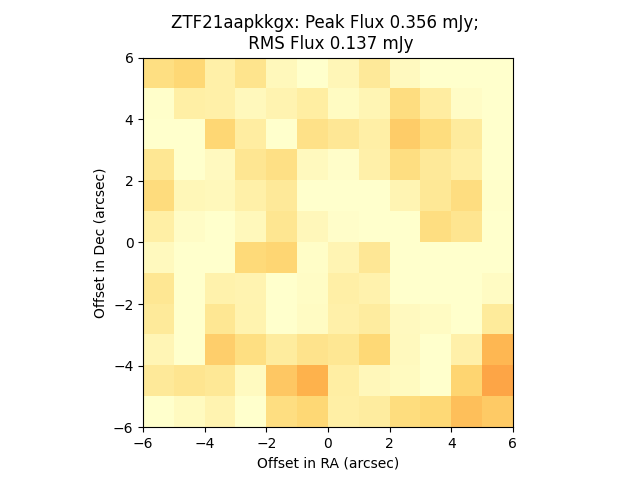 ZTF21aapkkgx: Peak Flux 0.356 mJy;
RMS Flux 0.137 mJy
6
4
2
0
−2
−4
−6
Offset in Dec (arcsec)
−6 −4 −2 0 2 4 6
Offset in RA (arcsec)